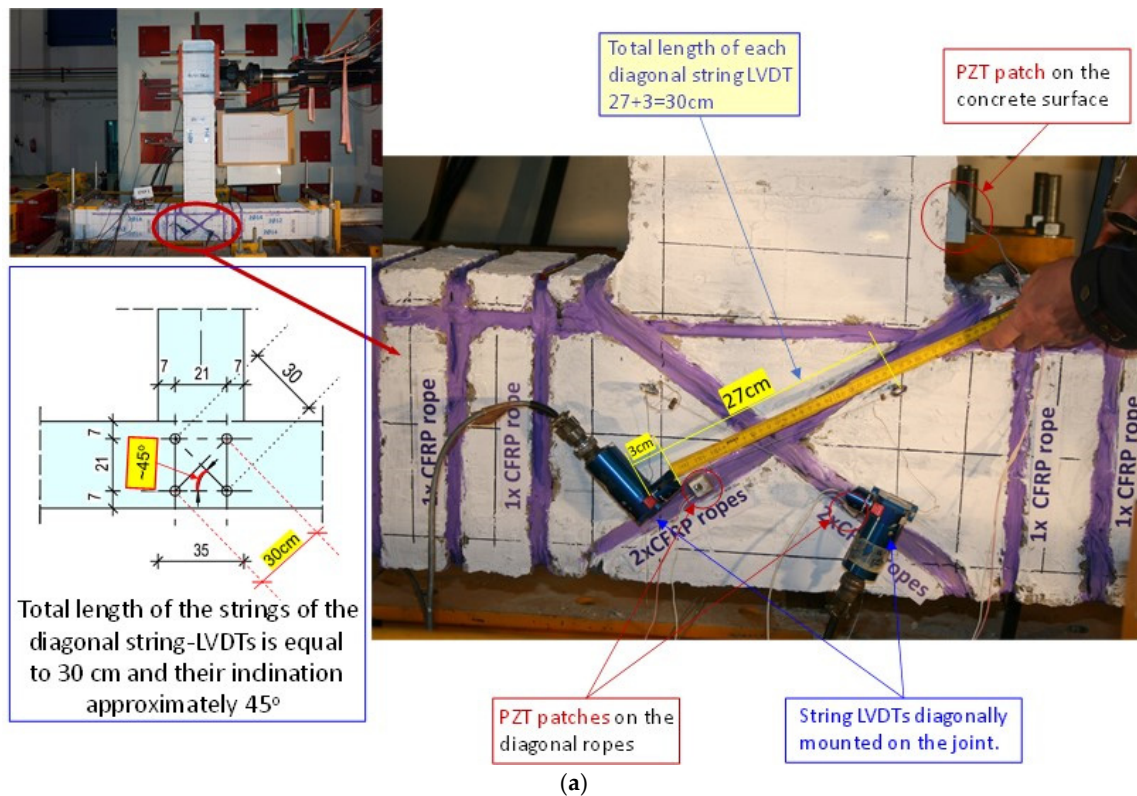 Total length of each
diagonal string LVDT
27+3=30cm
PZT patch on the
concrete surface
7
21
7
30
7
21
7
~45º
35
30cm
Total length of the strings of the
diagonal string-LVDTs is equal
to 30 cm and their inclination
approximately 45º
1x CFRP rope
1x CFRP rope
3cm
27cm
2xCFRP ropes
2xCFRP ropes
1x CFRP rope
1x CFRP rope
PZT patches on the
diagonal ropes
String LVDTs diagonally
mounted on the joint.
(a)